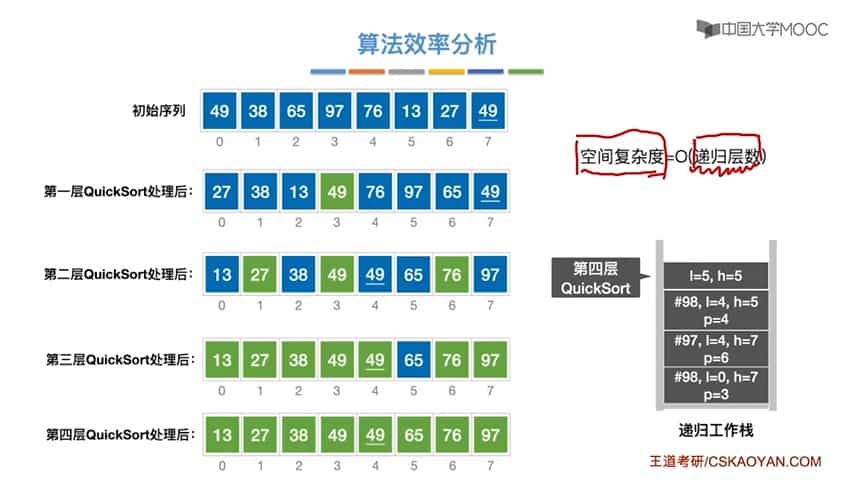 中国大学MOOC
算法效率分析
初始序列
49 38 65 97 76 13 27 49
0 1 2 3 4 5 6 7
空间复杂度=O(递归层数)
第一层QuickSort处理后：
27 38 13 49 76 97 65 49
0 1 2 3 4 5 6 7
第二层QuickSort处理后：
13 27 38 49 49 65 76 97
0 1 2 3 4 5 6 7
第三层QuickSort处理后：
13 27 38 49 49 65 76 97
0 1 2 3 4 5 6 7
第四层QuickSort处理后：
13 27 38 49 49 65 76 97
0 1 2 3 4 5 6 7
第四层
QuickSort
l=5, h=5
#98, l=4, h=5
p=4
#97, l=4, h=7
p=6
#98, l=0, h=7
p=3
递归工作栈
王道考研/CSKAOYAN.COM